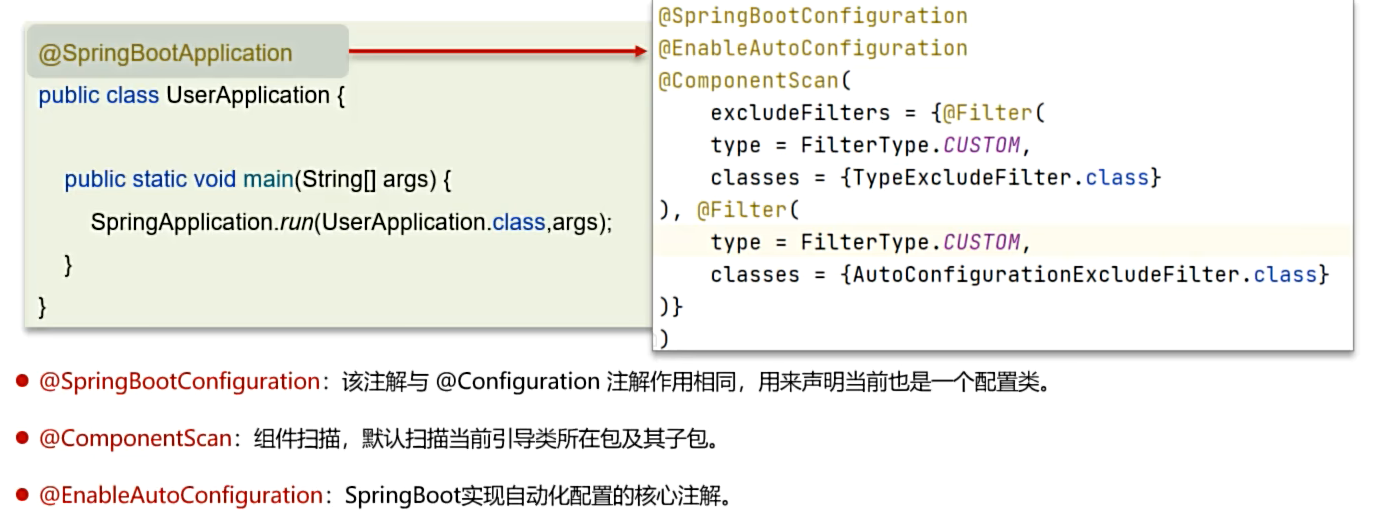 @SpringBootApplication
public class UserApplication {
public static void main(String[] args) {
SpringApplication.run(UserApplication.class,args);
}
}
@SpringBootConfiguration
@EnableAutoConfiguration
@ComponentScan(
excludeFilters = {@Filter(
type = FilterType.CUSTOM,
classes = {TypeExcludeFilter.class}
), @Filter(
type = FilterType.CUSTOM,
classes = {AutoConfigurationExcludeFilter.class}
)}
)
● @SpringBootConfiguration：该注解与 @Configuration 注解作用相同，用来声明当前也是一个配置类。
● @ComponentScan：组件扫描，默认扫描当前引导类所在包及其子包。
● @EnableAutoConfiguration：SpringBoot实现自动化配置的核心注解。